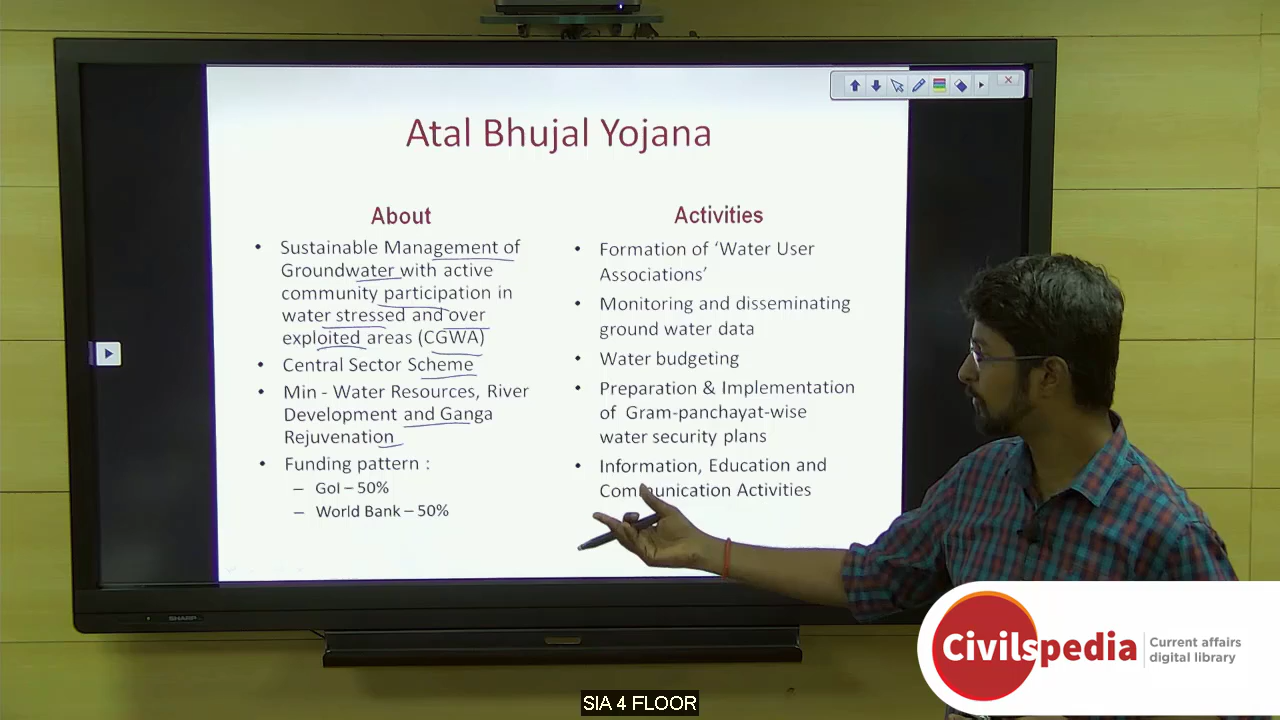 Atal Bhujal Yojana
About
• Sustainable Management of
Groundwater with active
community participation in
water stressed and over
exploited areas (CGWA)
• Central Sector Scheme
• Min - Water Resources, River
Development and Ganga
Rejuvenation
• Funding pattern :
– GoI – 50%
– World Bank – 50%
Activities
• Formation of ‘Water User
Associations’
• Monitoring and disseminating
ground water data
• Water budgeting
• Preparation & Implementation
of Gram-panchayat-wise
water security plans
• Information, Education and
Communication Activities
SHARP
Civilspedia
Current affairs
digital library
SIA 4 FLOOR